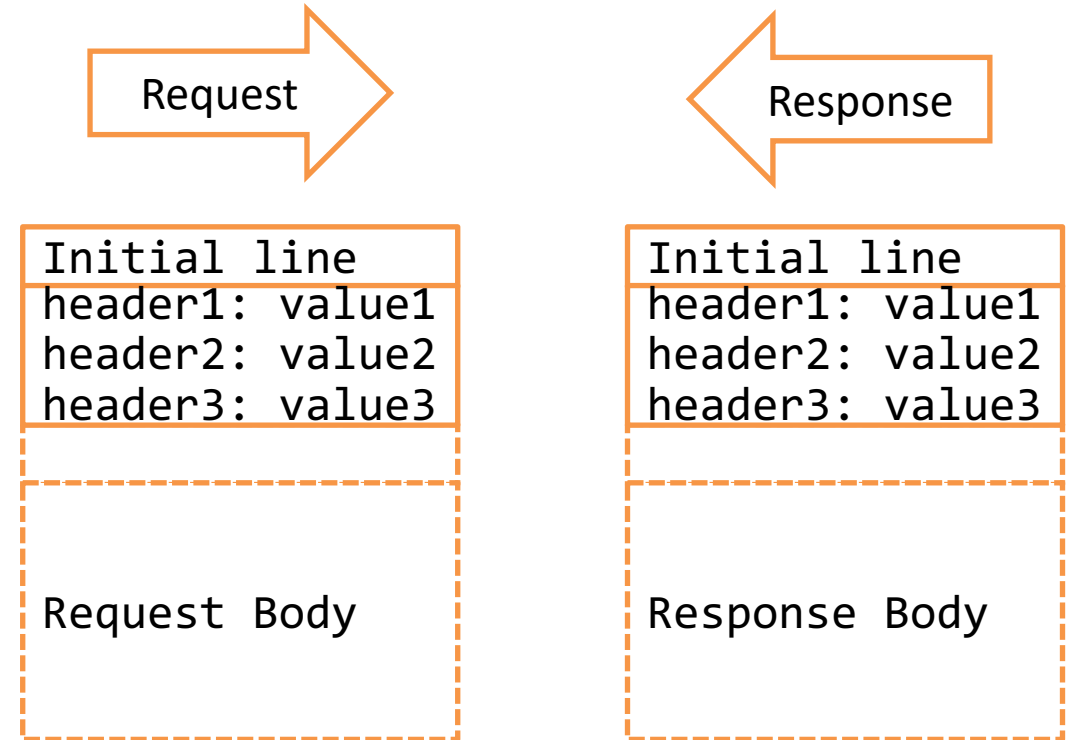 Request
Response
Initial line
header1: value1
header2: value2
header3: value3
Request Body
Initial line
header1: value1
header2: value2
header3: value3
Response Body